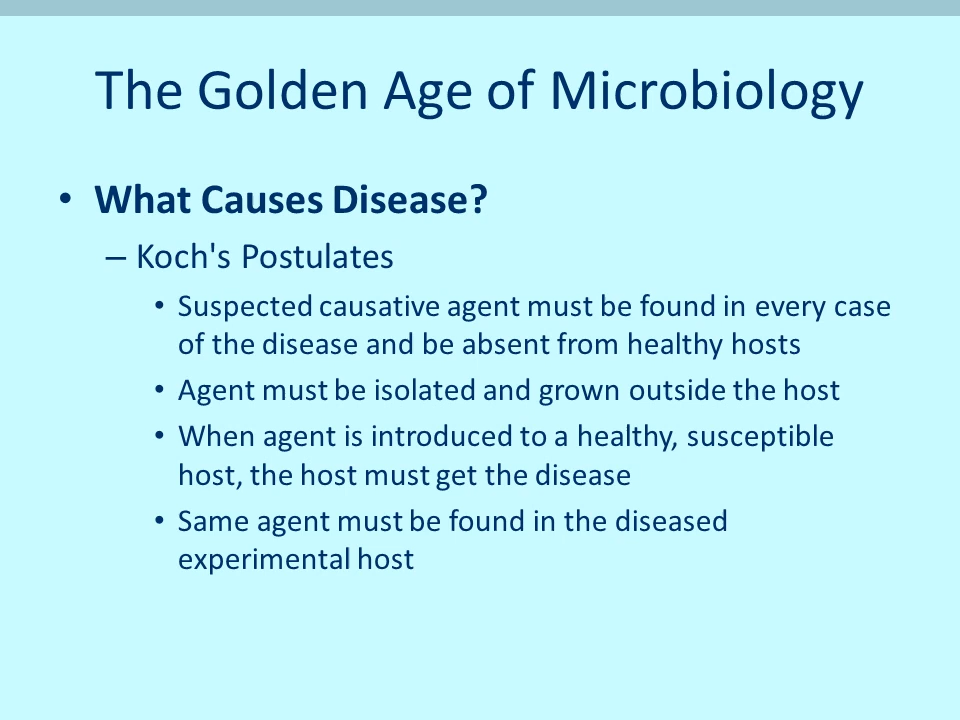 The Golden Age of Microbiology
• What Causes Disease?
– Koch's Postulates
• Suspected causative agent must be found in every case
of the disease and be absent from healthy hosts
• Agent must be isolated and grown outside the host
• When agent is introduced to a healthy, susceptible
host, the host must get the disease
• Same agent must be found in the diseased
experimental host